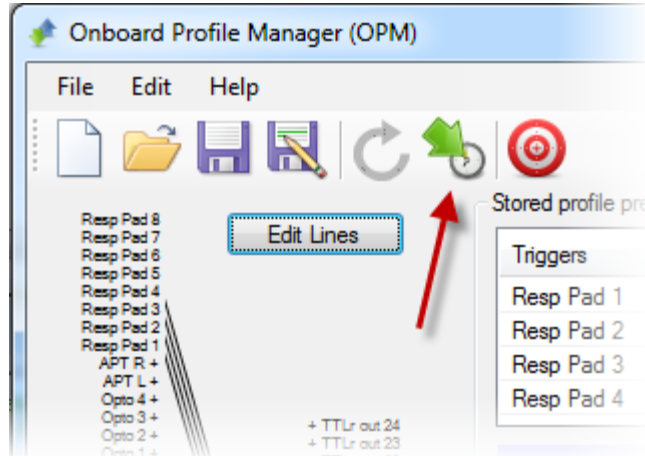 Onboard Profile Manager (OPM)
File Edit Help
Resp Pad 8
Resp Pad 7
Resp Pad 6
Resp Pad 5
Resp Pad 4
Resp Pad 3
Resp Pad 2
Resp Pad 1
APT R +
APT L +
Opto 4 +
Opto 3 +
Opto 2 +
Opto 1 +
Edit Lines
+ TTLr out 24
+ TTLr out 23
Stored profile pre
Triggers
Resp Pad 1
Resp Pad 2
Resp Pad 3
Resp Pad 4